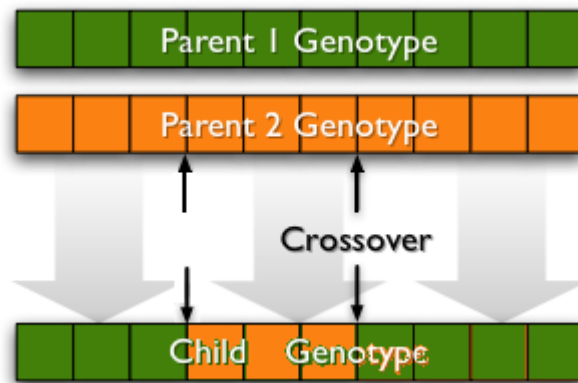 Parent 1 Genotype
Parent 2 Genotype
Crossover
Child Genotype